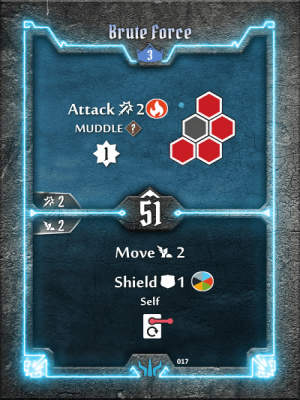 Brute Force
3
Attack 2
MUDDLE ?
1
2
51
2
Move 2
Shield 1
Self
017